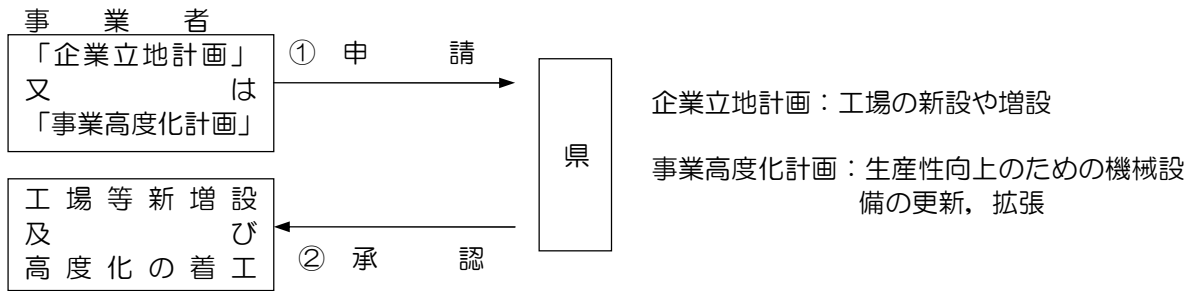 事業者
「企業立地計画」
又は
「事業高度化計画」
① 申請
県
企業立地計画：工場の新設や増設
事業高度化計画：生産性向上のための機械設
備の更新，拡張
工場等新増設
及び
高度化の着工
② 承認